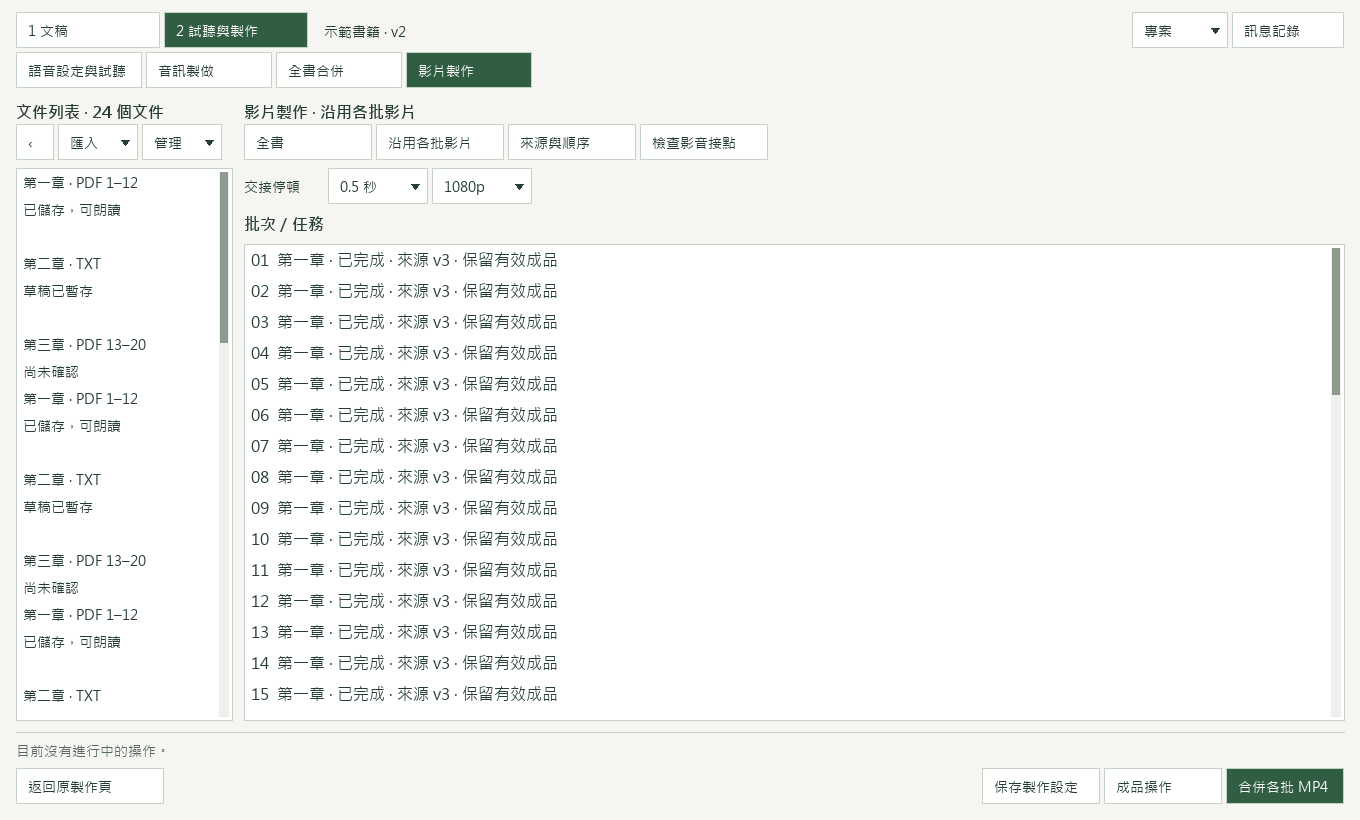 1 文稿
2 試聽與製作
示範書籍 · v2
專案
訊息記錄
語音設定與試聽
音訊製做
全書合併
影片製作
文件列表 · 24 個文件
影片製作 · 沿用各批影片
‹
匯入
管理
全書
沿用各批影片
來源與順序
檢查影音接點
交接停頓
0.5 秒
1080p
批次 / 任務
第一章 · PDF 1–12
已儲存，可朗讀
第二章 · TXT
草稿已暫存
第三章 · PDF 13–20
尚未確認
第一章 · PDF 1–12
已儲存，可朗讀
第二章 · TXT
草稿已暫存
第三章 · PDF 13–20
尚未確認
第一章 · PDF 1–12
已儲存，可朗讀
第二章 · TXT
01 第一章 · 已完成 · 來源 v3 · 保留有效成品
02 第一章 · 已完成 · 來源 v3 · 保留有效成品
03 第一章 · 已完成 · 來源 v3 · 保留有效成品
04 第一章 · 已完成 · 來源 v3 · 保留有效成品
05 第一章 · 已完成 · 來源 v3 · 保留有效成品
06 第一章 · 已完成 · 來源 v3 · 保留有效成品
07 第一章 · 已完成 · 來源 v3 · 保留有效成品
08 第一章 · 已完成 · 來源 v3 · 保留有效成品
09 第一章 · 已完成 · 來源 v3 · 保留有效成品
10 第一章 · 已完成 · 來源 v3 · 保留有效成品
11 第一章 · 已完成 · 來源 v3 · 保留有效成品
12 第一章 · 已完成 · 來源 v3 · 保留有效成品
13 第一章 · 已完成 · 來源 v3 · 保留有效成品
14 第一章 · 已完成 · 來源 v3 · 保留有效成品
15 第一章 · 已完成 · 來源 v3 · 保留有效成品
目前沒有進行中的操作。
返回原製作頁
保存製作設定
成品操作
合併各批 MP4